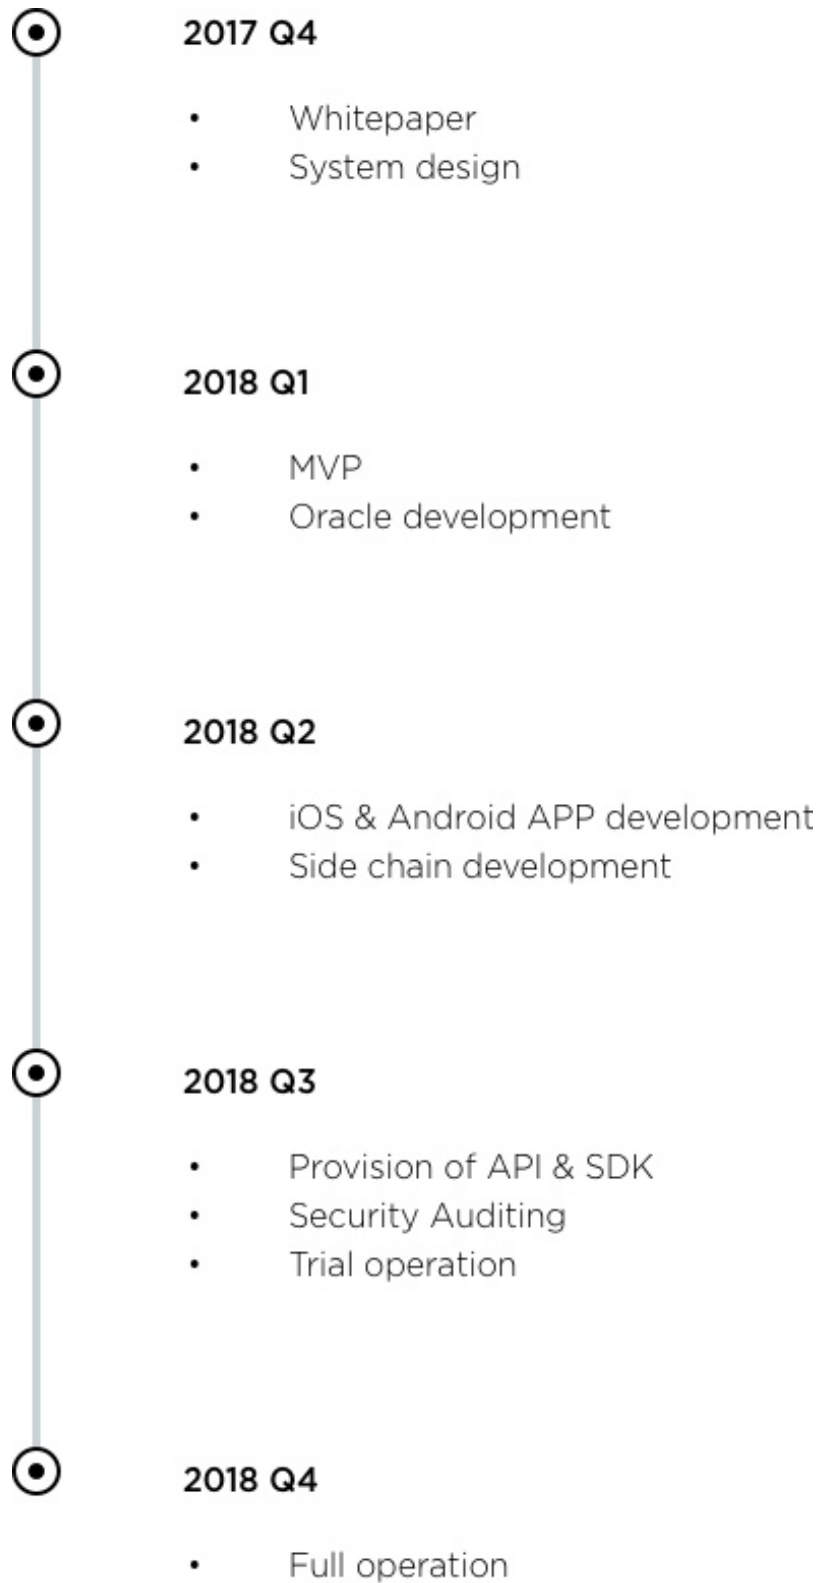 2017 Q4
• Whitepaper
• System design
2018 Q1
• MVP
• Oracle development
2018 Q2
• iOS & Android APP development
• Side chain development
2018 Q3
• Provision of API & SDK
• Security Auditing
• Trial operation
2018 Q4
• Full operation